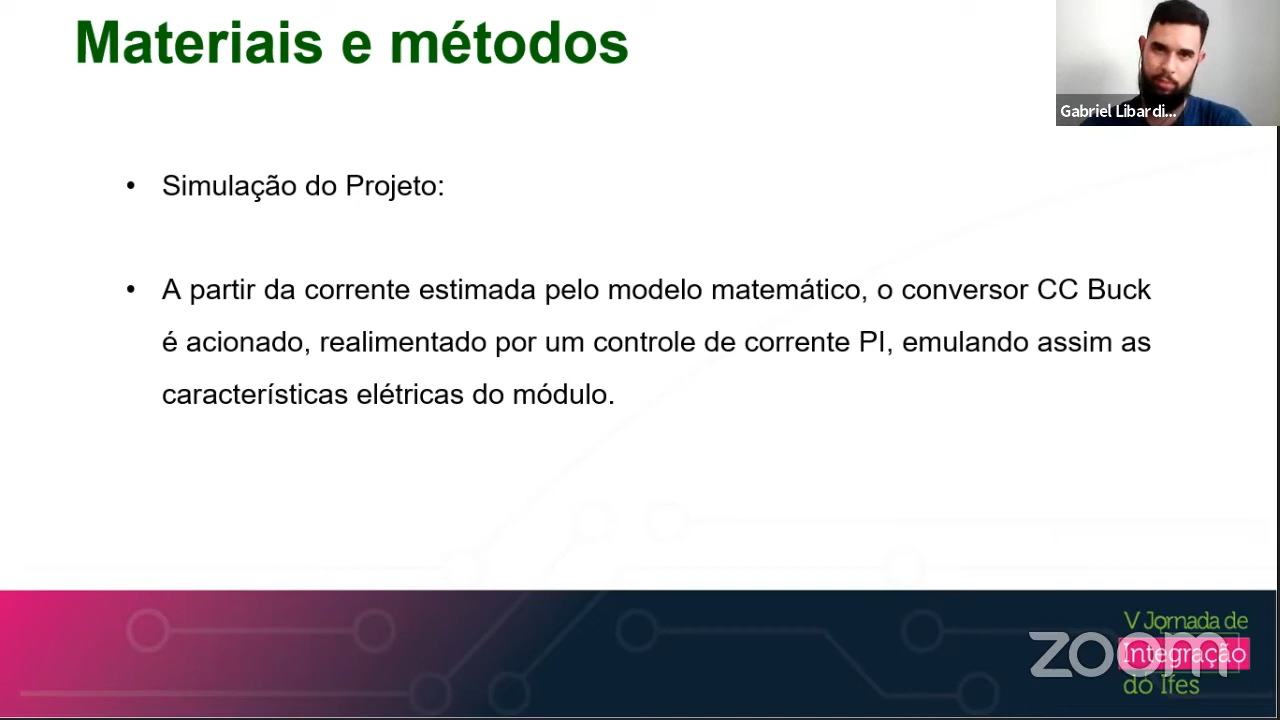 Materiais e métodos
Gabriel Libardi...
• Simulação do Projeto:
• A partir da corrente estimada pelo modelo matemático, o conversor CC Buck
é acionado, realimentado por um controle de corrente PI, emulando assim as
características elétricas do módulo.
V Jornada de
Integração
do Ifes
zoom